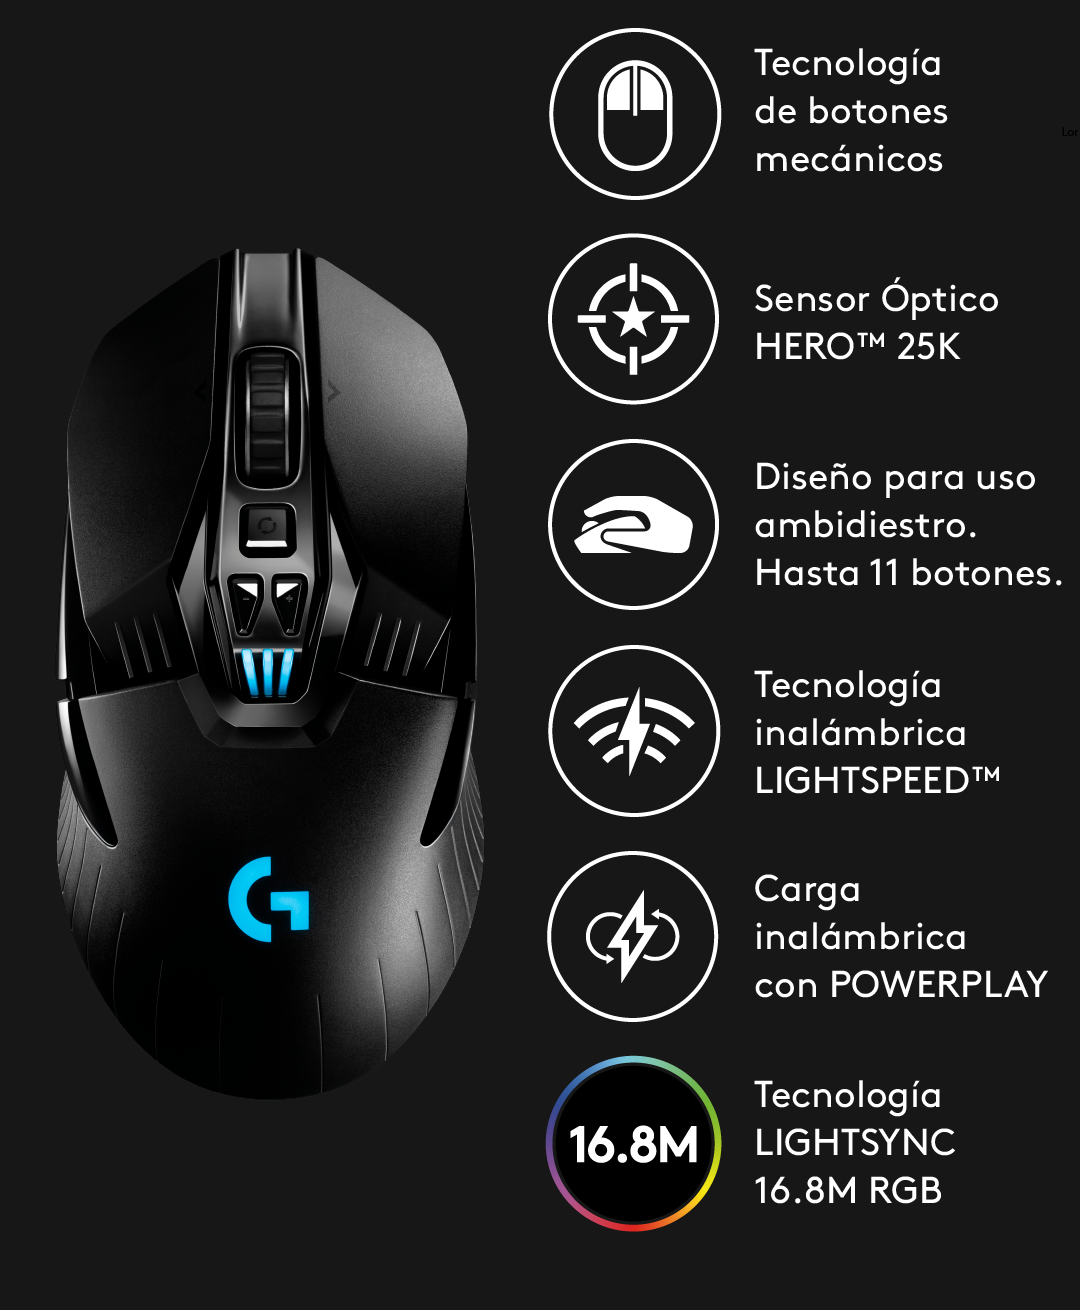 Tecnología
de botones
mecánicos
Lor
Sensor Óptico
HERO™ 25K
Diseño para uso
ambidiestro.
Hasta 11 botones.
Tecnología
inalámbrica
LIGHTSPEED™
Carga
inalámbrica
con POWERPLAY
16.8M
Tecnología
LIGHTSYNC
16.8M RGB